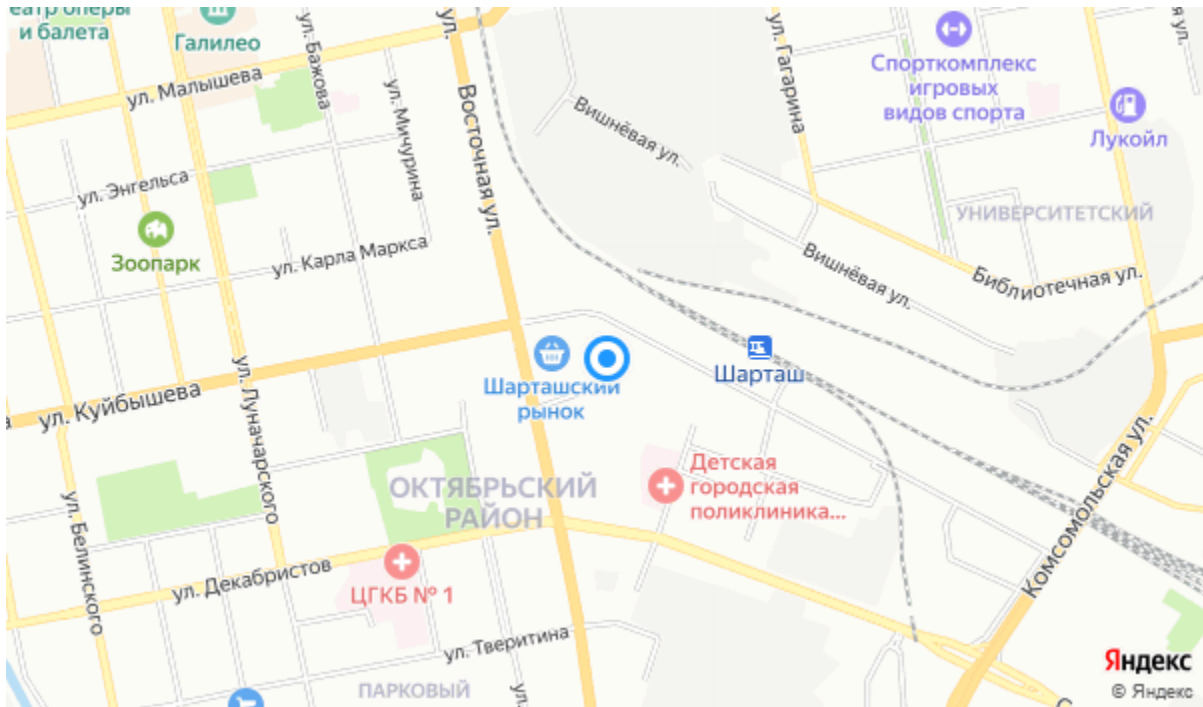 еатр оперы
и балета
Галилео
ул. Малышева
ул. Бажова
ул. Мичурина
ул.
Восточная ул.
Вишнёвая ул.
ул. Гагарина
Спорткомплекс
игровых
видов спорта
Лукойл
ул.
ул. Энгельса
Зоопарк
ул. Карла Маркса
УНИВЕРСИТЕТСКИЙ
Вишнёвая ул.
Библиотечная ул.
Шарташ
Шарташский
рынок
а
ул. Куйбышева
ул. Луначарского
ул. Белинского
ОКТЯБРЬСКИЙ
РАЙОН
Детская
городская
поликлиника...
Комсомольская ул.
ул. Декабристов
ЦГКБ № 1
ул. Тверитина
ПАРКОВЫЙ
ул.
С
Яндекс
© Яндекс